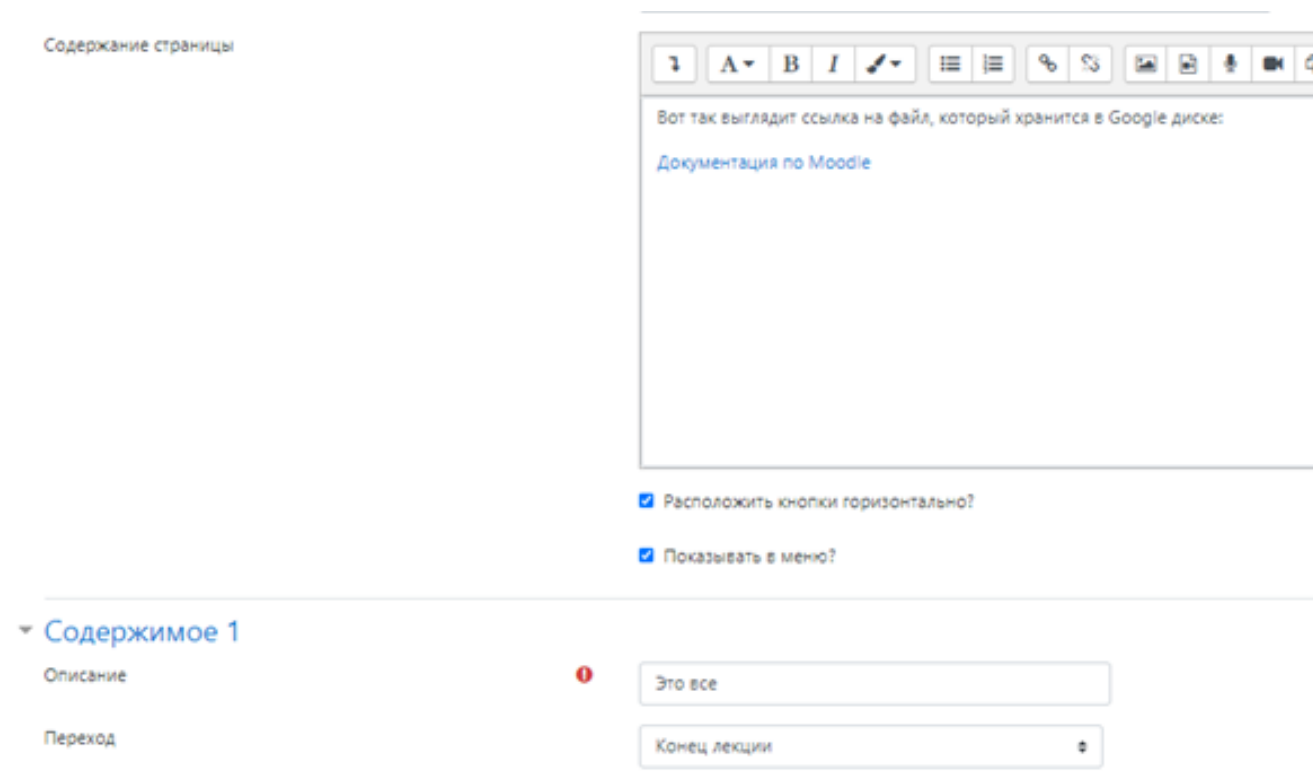 Содержание страницы
A B I
Вот так выглядит ссылка на файл, который хранится в Google диске:
Документация по Moodle
Расположить кнопки горизонтально?
Показывать в меню?
Содержимое 1
Описание
Это все
Переход
Конец лекции